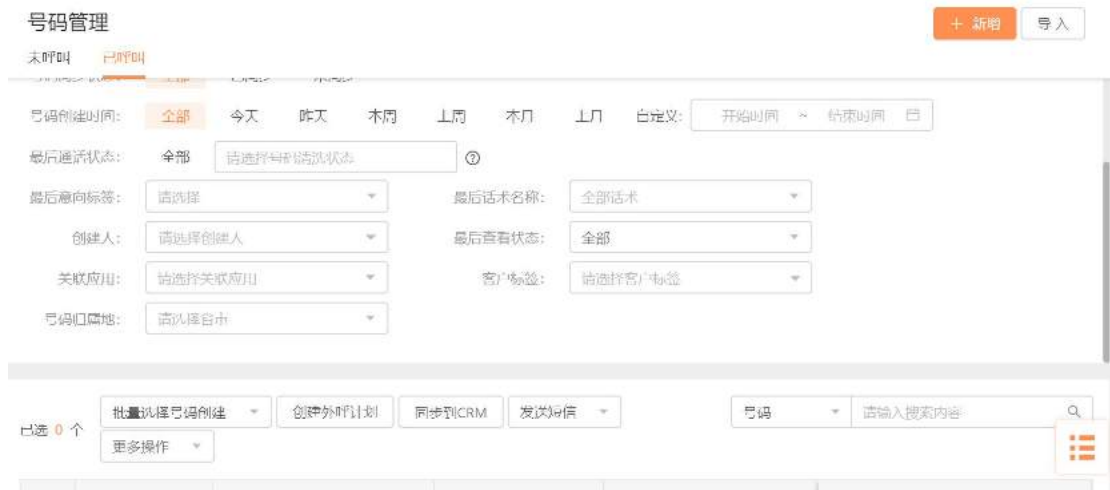 号码管理
+ 新增 导入
未呼叫 已呼叫
号码创建时间: 全部 今天 昨天 本周 上周 本月 上月 自定义: 开始时间 ~ 结束时间
最后通话状态: 全部 请选择号码清洗状态
最后意向标签: 请选择 最后话术名称: 全部话术
创建人: 请选择创建人 最后查看状态: 全部
关联应用: 请选择关联应用 客户标签: 请选择客户标签
号码归属地: 请选择省市
已选 0 个 批量选择号码创建 创建外呼计划 同步到CRM 发送短信 号码 请输入搜索内容
更多操作